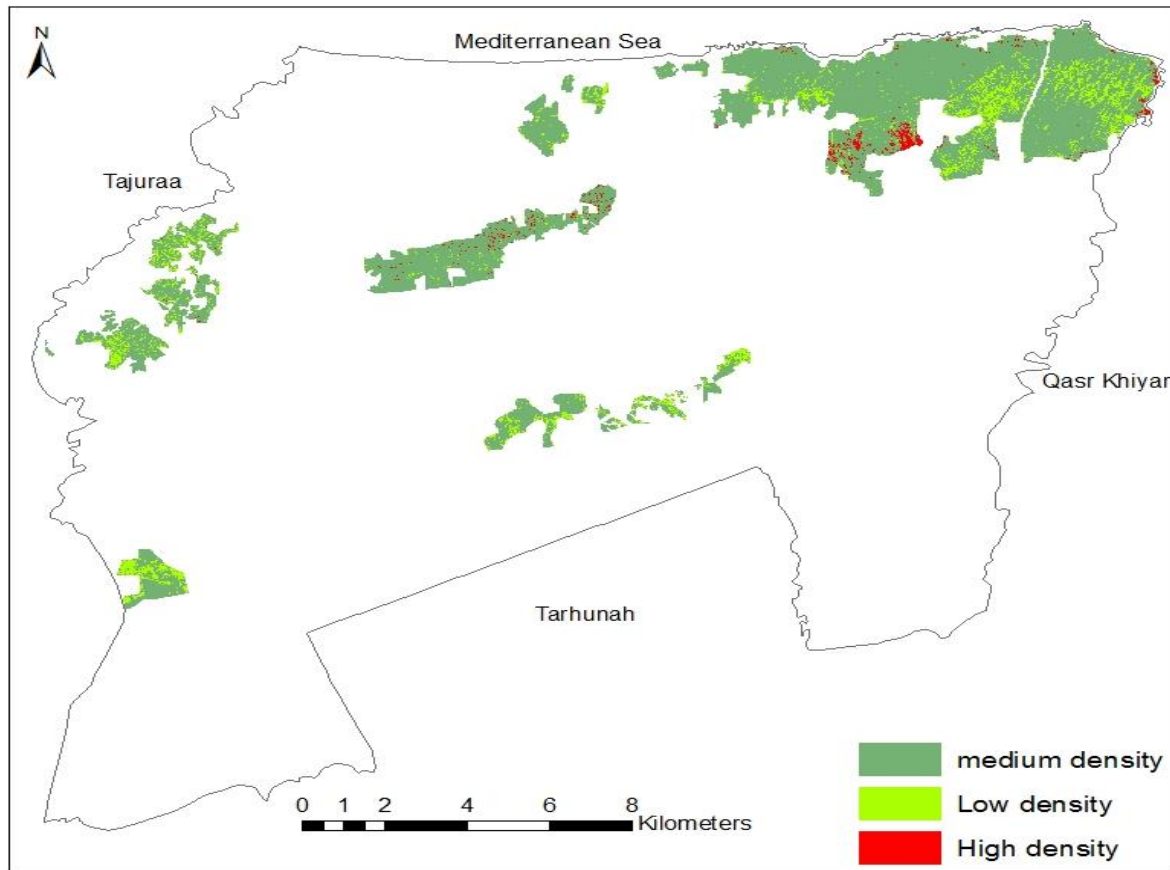 N
Mediterranean Sea
Tajuraa
Qasr Khiyar
Tarhunah
medium density
Low density
High density
0 1 2 4 6 8
Kilometers